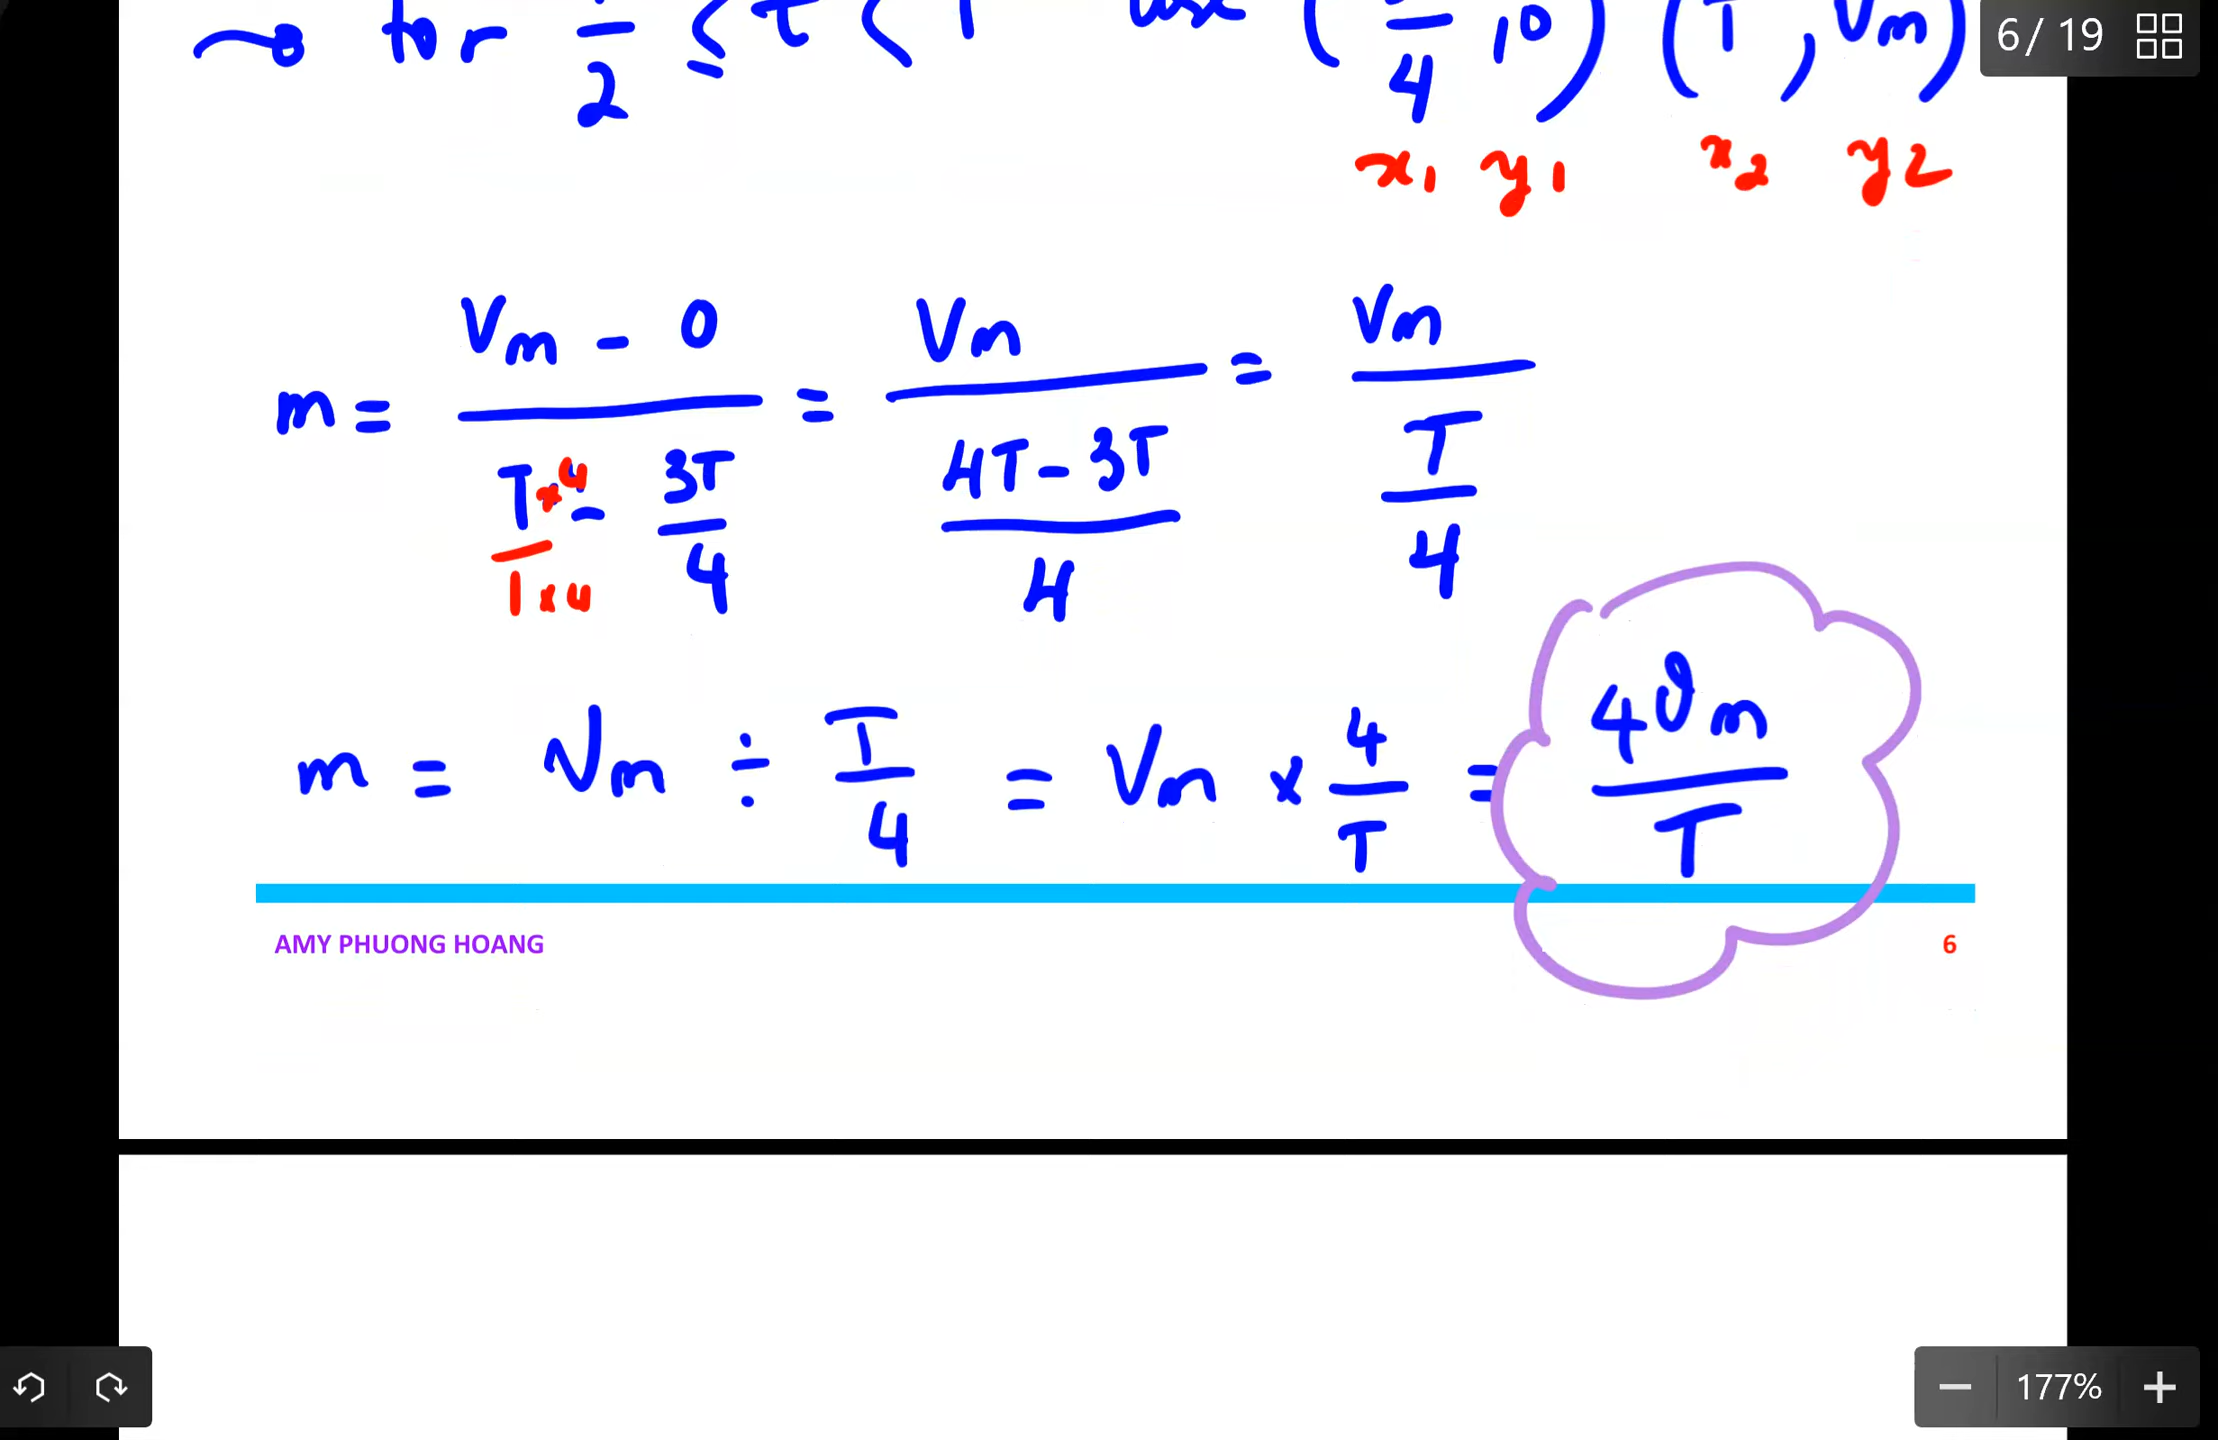 6 / 19
for 1/2 ≤ t < T use (3T/4, 0) (T, Vm)
x1 y1 x2 y2
m = (Vm - 0)/((T×4)/(1×4) - 3T/4) = Vm/((4T - 3T)/4) = Vm/(T/4)
m = Vm ÷ T/4 = Vm × 4/T = 4Vm/T
AMY PHUONG HOANG 6
177%